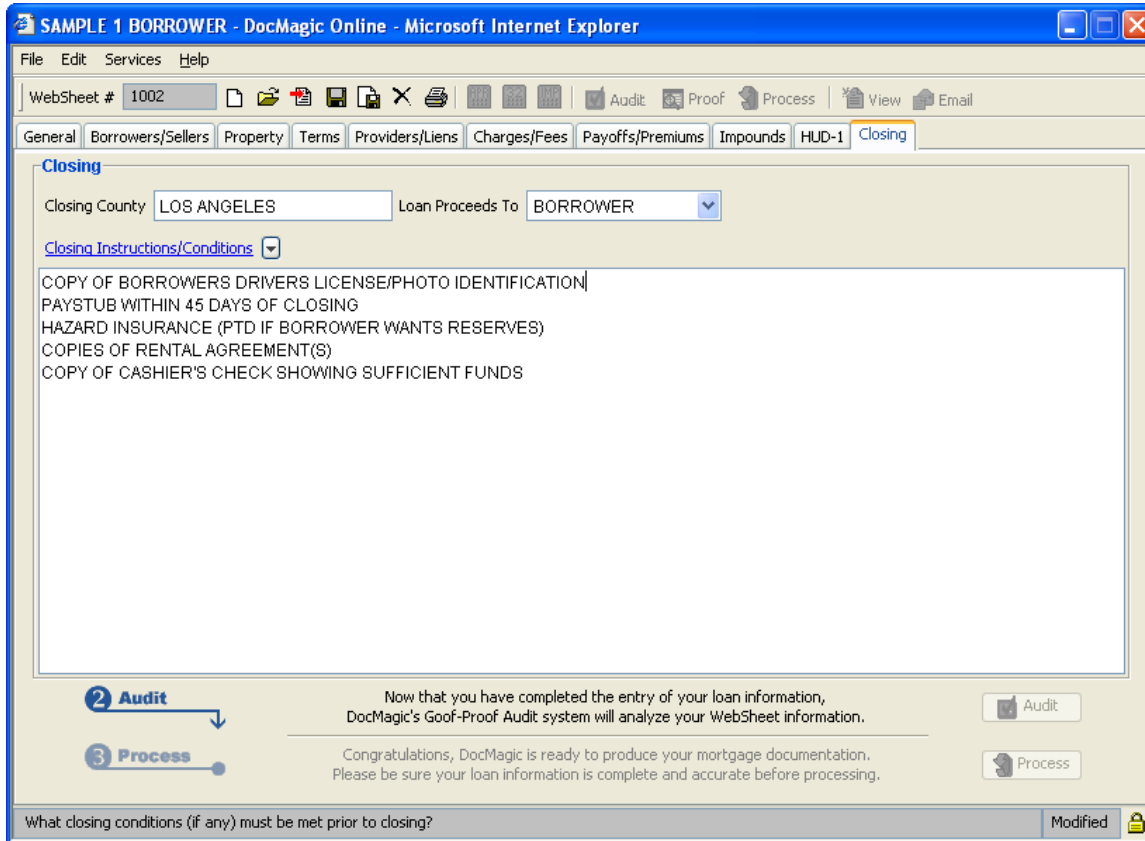 SAMPLE 1 BORROWER - DocMagic Online - Microsoft Internet Explorer
File Edit Services Help
WebSheet # 1002 Audit Proof Process View Email
General Borrowers/Sellers Property Terms Providers/Liens Charges/Fees Payoffs/Premiums Impounds HUD-1 Closing
Closing
Closing County LOS ANGELES Loan Proceeds To BORROWER
Closing Instructions/Conditions
COPY OF BORROWERS DRIVERS LICENSE/PHOTO IDENTIFICATION
PAYSTUB WITHIN 45 DAYS OF CLOSING
HAZARD INSURANCE (PTD IF BORROWER WANTS RESERVES)
COPIES OF RENTAL AGREEMENT(S)
COPY OF CASHIER'S CHECK SHOWING SUFFICIENT FUNDS
2 Audit
Now that you have completed the entry of your loan information,
DocMagic's Goof-Proof Audit system will analyze your WebSheet information.
Audit
3 Process
Congratulations, DocMagic is ready to produce your mortgage documentation.
Please be sure your loan information is complete and accurate before processing.
Process
What closing conditions (if any) must be met prior to closing? Modified